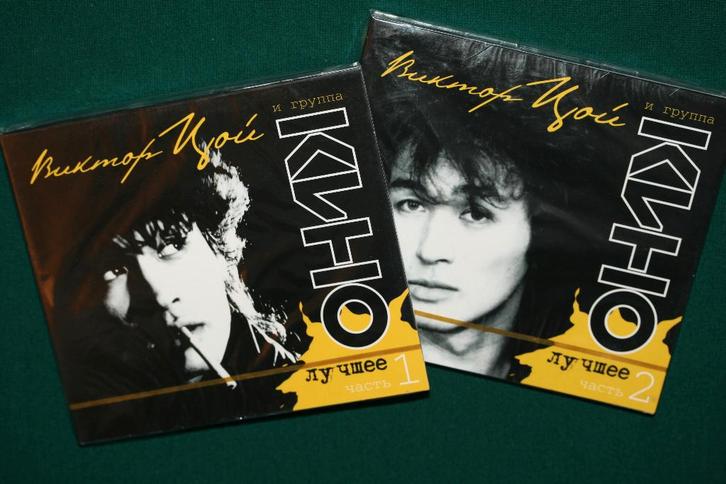 Виктор Цой
и группа
КИНО
лучшее
часть 1
Виктор Цой
и группа
КИНО
лучшее
часть 2